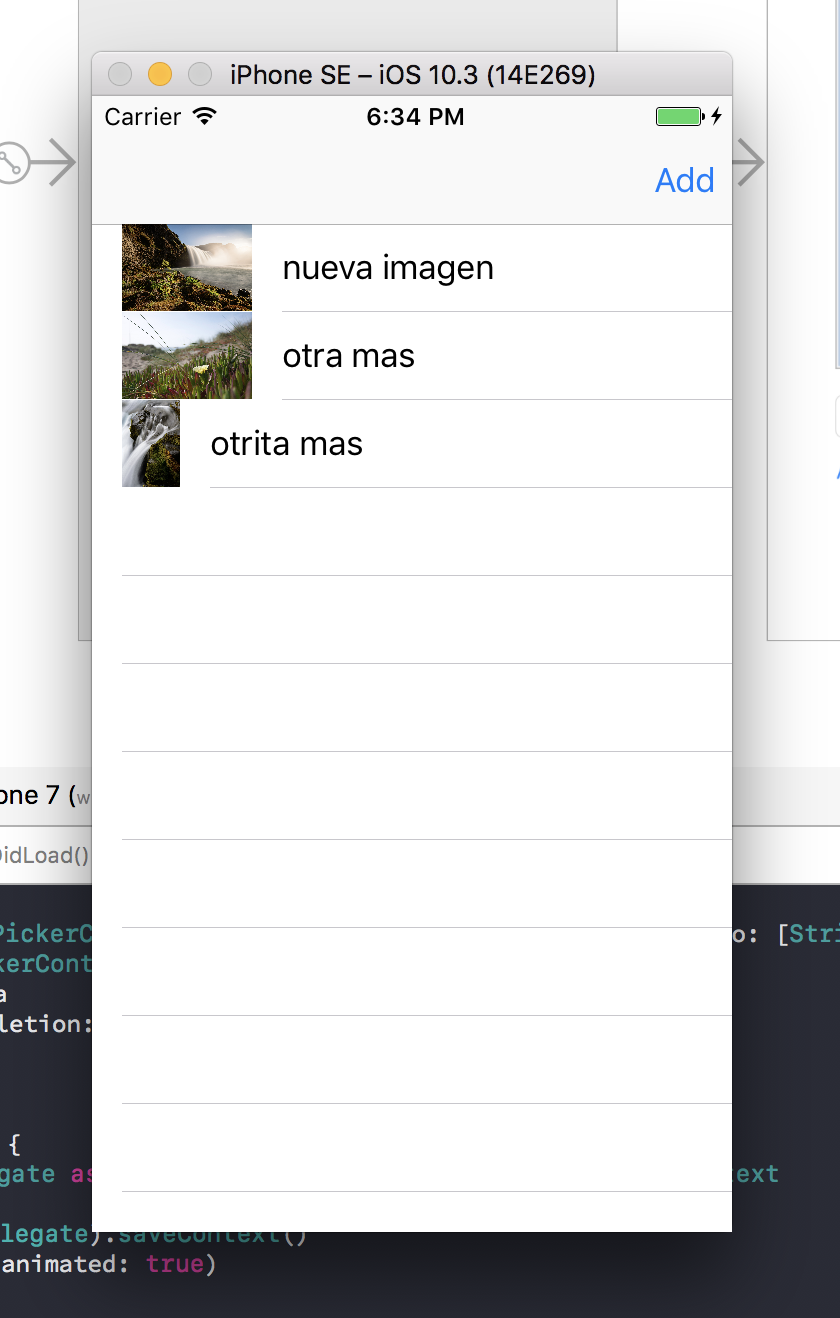 iPhone SE – iOS 10.3 (14E269)
Carrier 6:34 PM
Add
nueva imagen
otra mas
otrita mas
one 7 (w
DidLoad()
PickerC o: [Stri
kerCont
a
letion:
{
gate as text
legate).saveContext()
animated: true)